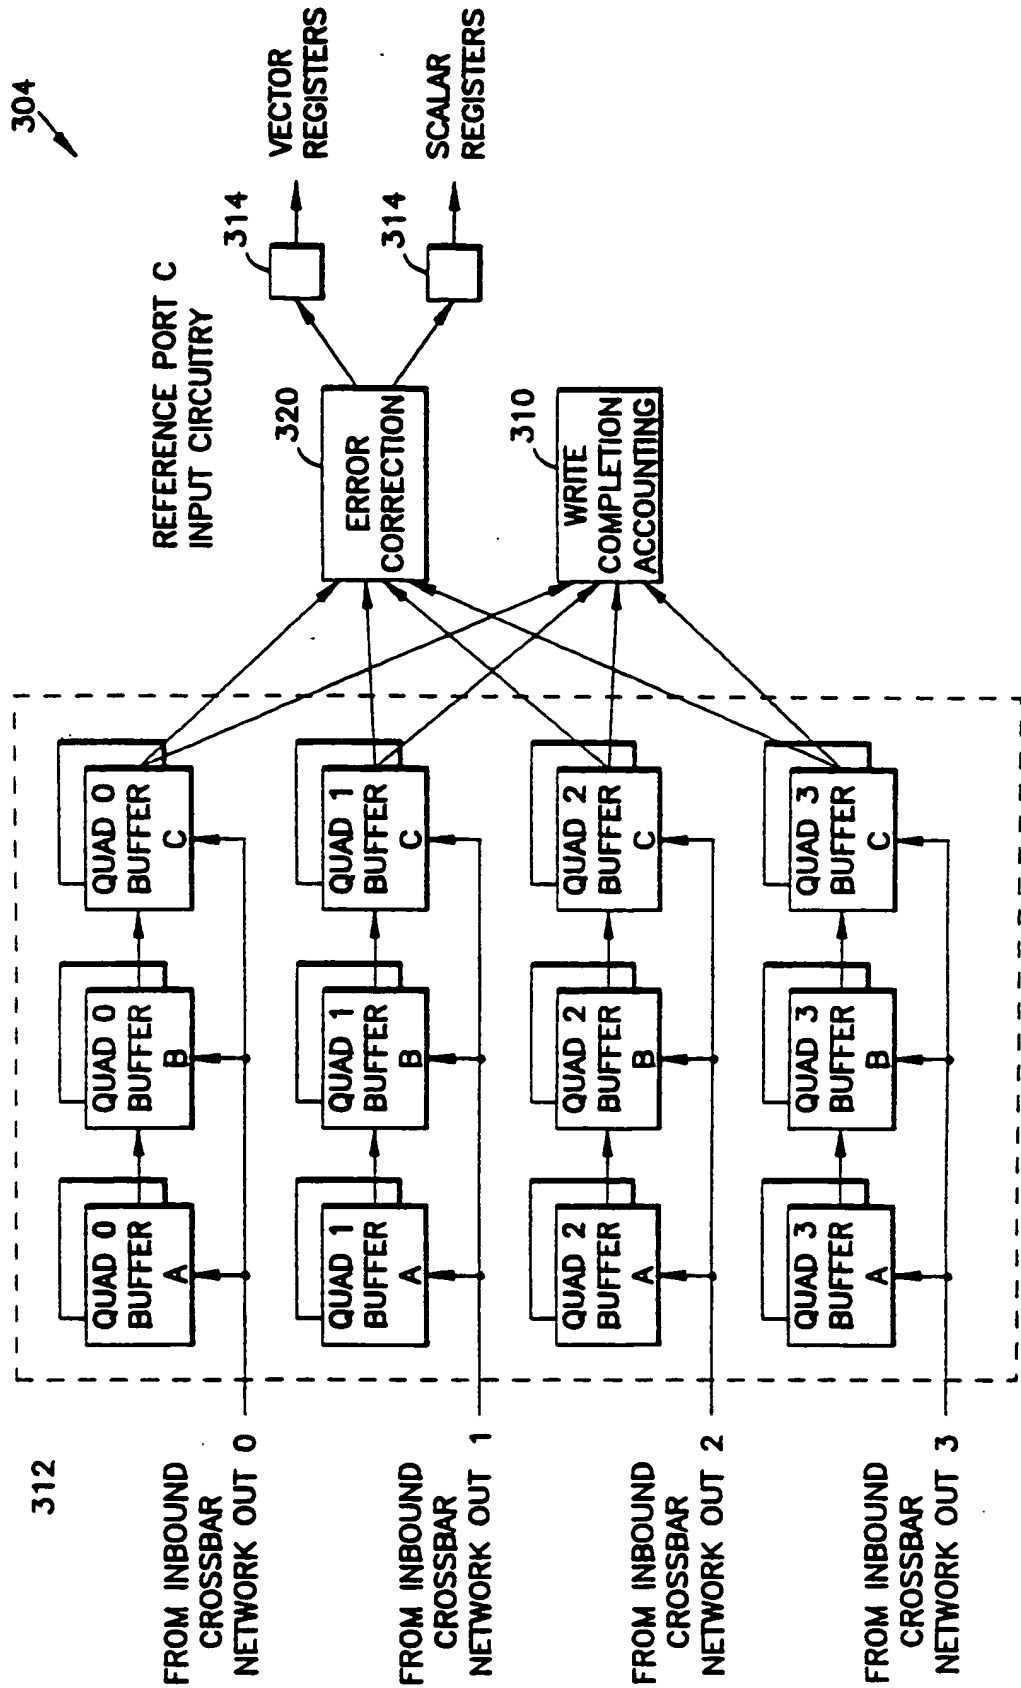 304
REFERENCE PORT C
INPUT CIRCUITRY
312
FROM INBOUND
CROSSBAR
NETWORK OUT 0
QUAD 0
BUFFER
A
QUAD 0
BUFFER
B
QUAD 0
BUFFER
C
FROM INBOUND
CROSSBAR
NETWORK OUT 1
QUAD 1
BUFFER
A
QUAD 1
BUFFER
B
QUAD 1
BUFFER
C
FROM INBOUND
CROSSBAR
NETWORK OUT 2
QUAD 2
BUFFER
A
QUAD 2
BUFFER
B
QUAD 2
BUFFER
C
FROM INBOUND
CROSSBAR
NETWORK OUT 3
QUAD 3
BUFFER
A
QUAD 3
BUFFER
B
QUAD 3
BUFFER
C
320
ERROR
CORRECTION
310
WRITE
COMPLETION
ACCOUNTING
314
VECTOR
REGISTERS
314
SCALAR
REGISTERS